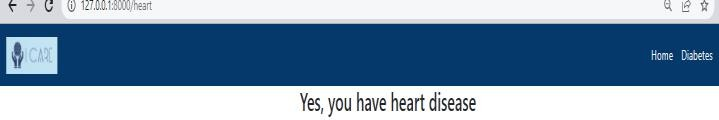 127.0.0.1:8000/heart
I CARE
Home Diabetes
Yes, you have heart disease